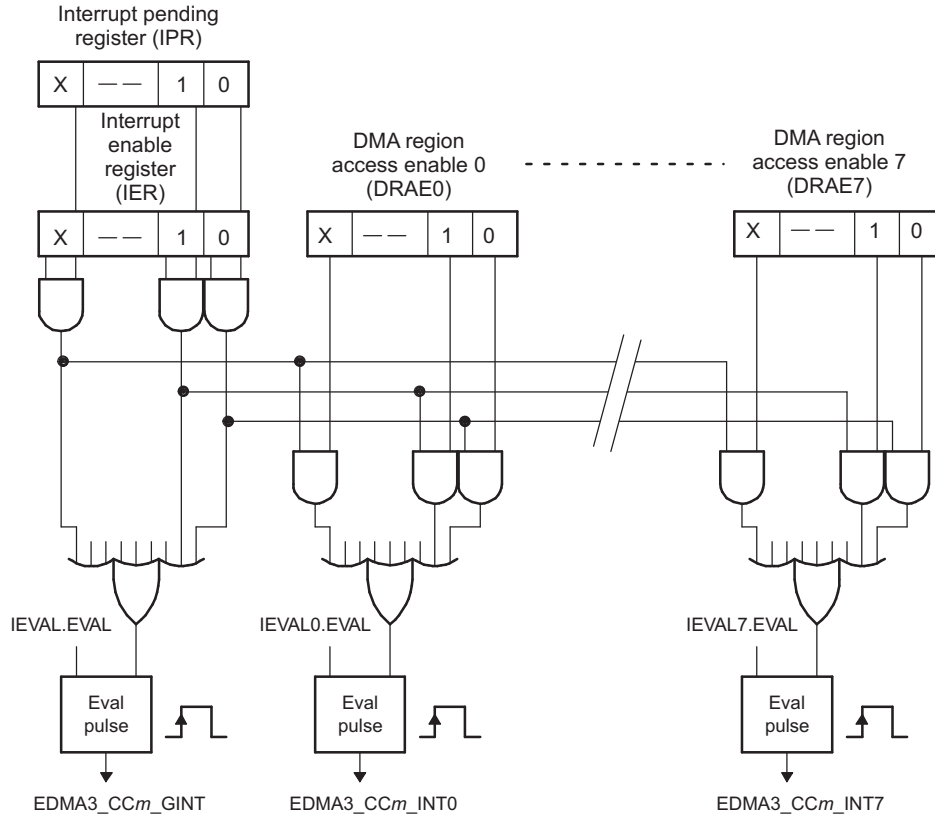 Interrupt pending
register (IPR)
X — — 1 0
Interrupt
enable
register
(IER)
X — — 1 0
DMA region
access enable 0
(DRAE0)
X — — 1 0
DMA region
access enable 7
(DRAE7)
X — — 1 0
IEVAL.EVAL
IEVAL0.EVAL
IEVAL7.EVAL
Eval
pulse
Eval
pulse
Eval
pulse
EDMA3_CCm_GINT
EDMA3_CCm_INT0
EDMA3_CCm_INT7